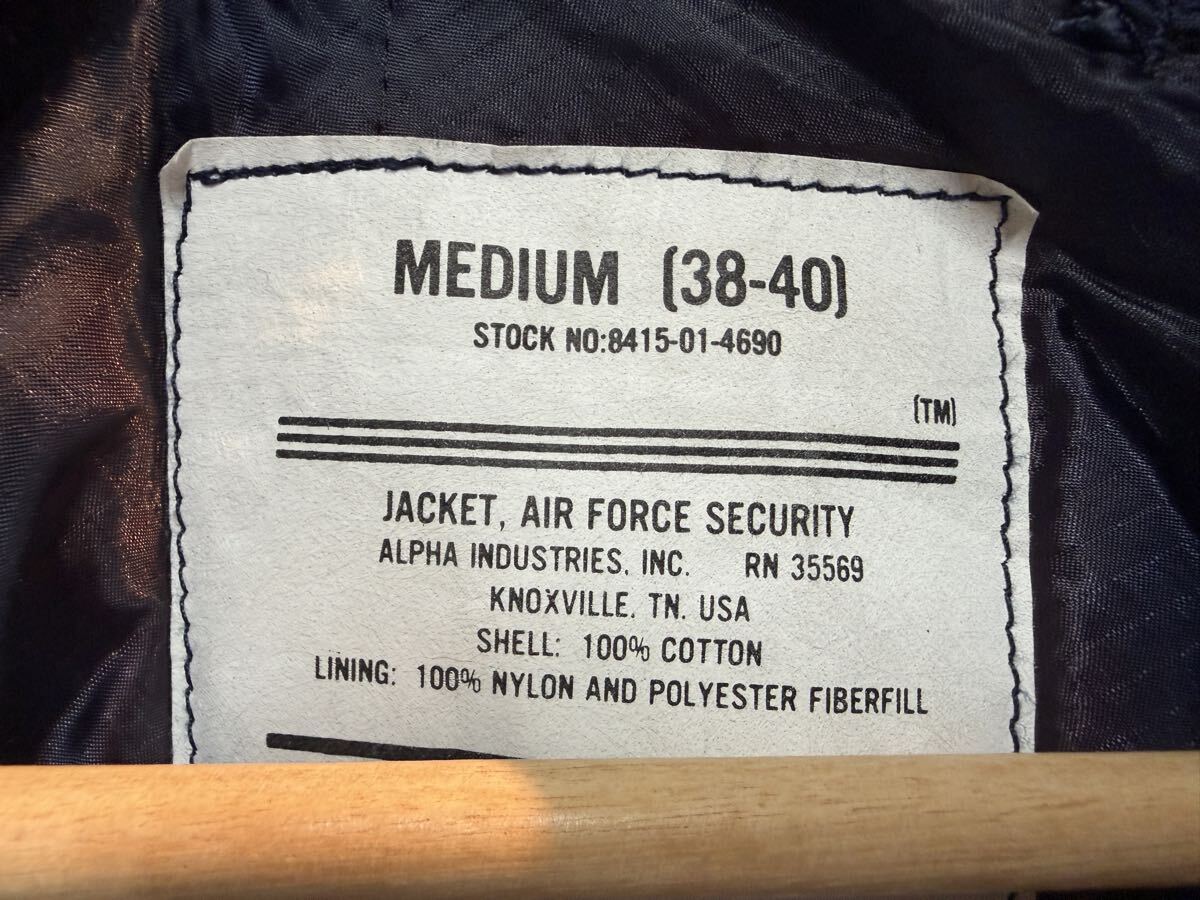 MEDIUM (38-40)
STOCK NO:8415-01-4690
(TM)
JACKET, AIR FORCE SECURITY
ALPHA INDUSTRIES, INC. RN 35569
KNOXVILLE, TN. USA
SHELL: 100% COTTON
LINING: 100% NYLON AND POLYESTER FIBERFILL